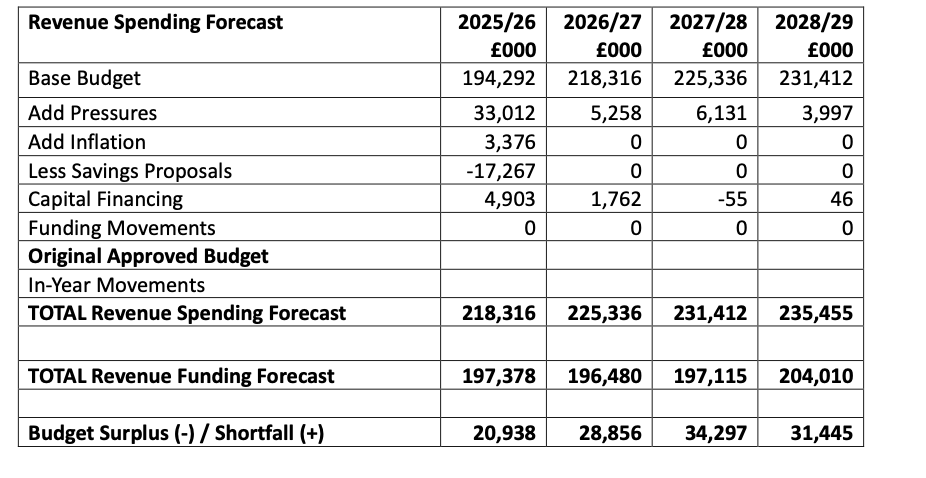 Revenue Spending Forecast 2025/26 2026/27 2027/28 2028/29
£000 £000 £000 £000
Base Budget 194,292 218,316 225,336 231,412
Add Pressures 33,012 5,258 6,131 3,997
Add Inflation 3,376 0 0 0
Less Savings Proposals -17,267 0 0 0
Capital Financing 4,903 1,762 -55 46
Funding Movements 0 0 0 0
Original Approved Budget
In-Year Movements
TOTAL Revenue Spending Forecast 218,316 225,336 231,412 235,455
TOTAL Revenue Funding Forecast 197,378 196,480 197,115 204,010
Budget Surplus (-) / Shortfall (+) 20,938 28,856 34,297 31,445